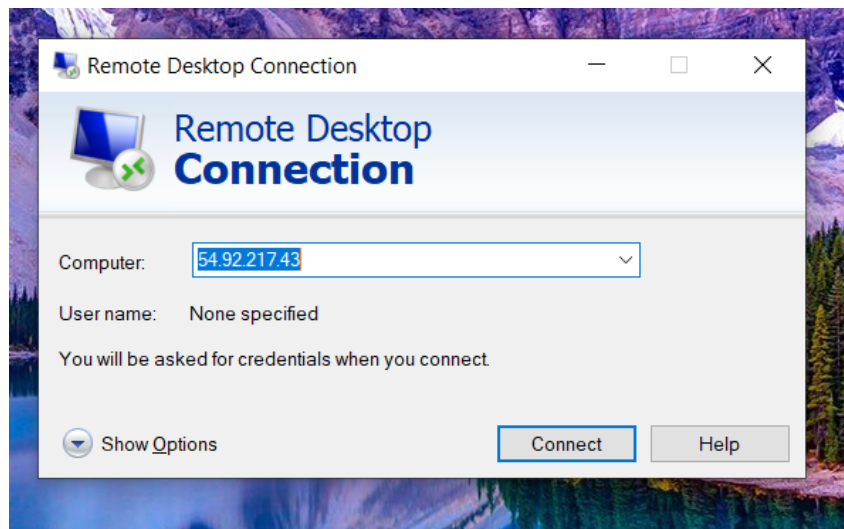 Remote Desktop Connection
Remote Desktop
Connection
Computer: 54.92.217.43
User name: None specified
You will be asked for credentials when you connect.
Show Options Connect Help